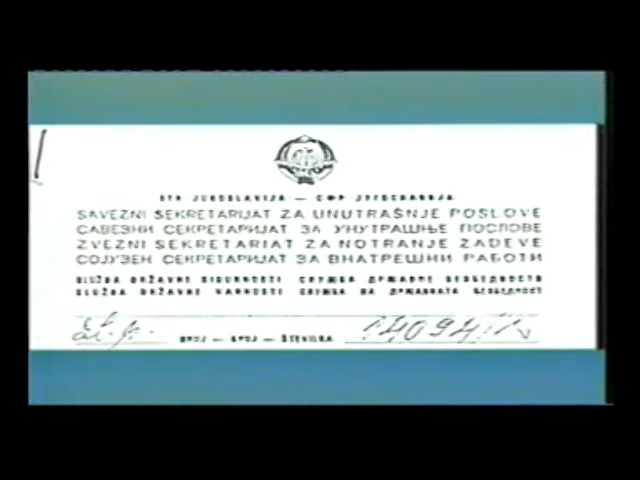 SFR JUGOSLAVIJA — СФР ЈУГОСЛАВИЈА
SAVEZNI SEKRETARIJAT ZA UNUTRAŠNJE POSLOVE
САВЕЗНИ СЕКРЕТАРИЈАТ ЗА УНУТРАШЊЕ ПОСЛОВЕ
ZVEZNI SEKRETARIAT ZA NOTRANJE ZADEVE
СОЈУЗЕН СЕКРЕТАРИЈАТ ЗА ВНАТРЕШНИ РАБОТИ
SLUŽBA DRŽAVNE SIGURNOSTI СЛУЖБА ДРЖАВНЕ БЕЗБЕДНОСТИ
SLUŽBA DRŽAVNE VARNOSTI СЛУЖБА ЗА ДРЖАВНАТА БЕЗБЕДНОСТ
BROJ — БРОЈ — ŠTEVILKA